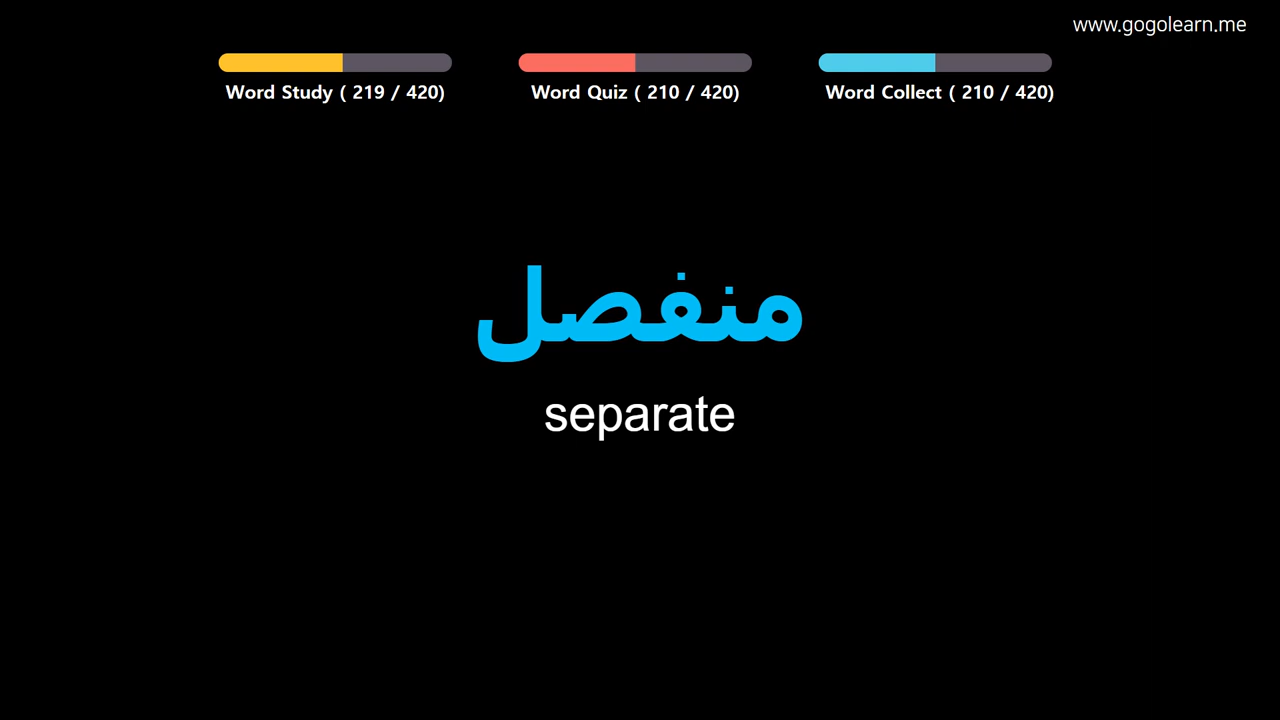 www.gogolearn.me
Word Study ( 219 / 420)
Word Quiz ( 210 / 420)
Word Collect ( 210 / 420)
منفصل
separate